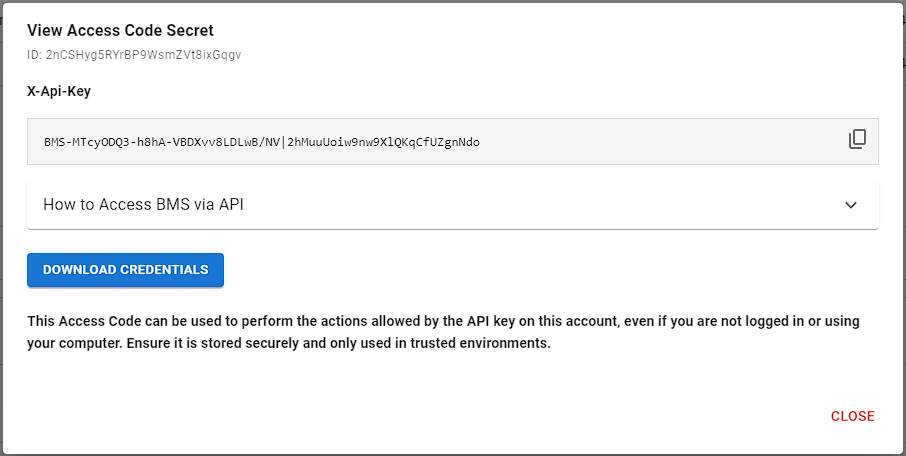 View Access Code Secret
ID: 2nCSHyg5RYrBP9WsmZVt8ixGqgv
X-Api-Key
BMS-MTcyODQ3-h8hA-VBDXvv8LDLwB/NV|2hMuuUoiw9nw9XlQKqCfUZgnNdo
How to Access BMS via API
DOWNLOAD CREDENTIALS
This Access Code can be used to perform the actions allowed by the API key on this account, even if you are not logged in or using
your computer. Ensure it is stored securely and only used in trusted environments.
CLOSE